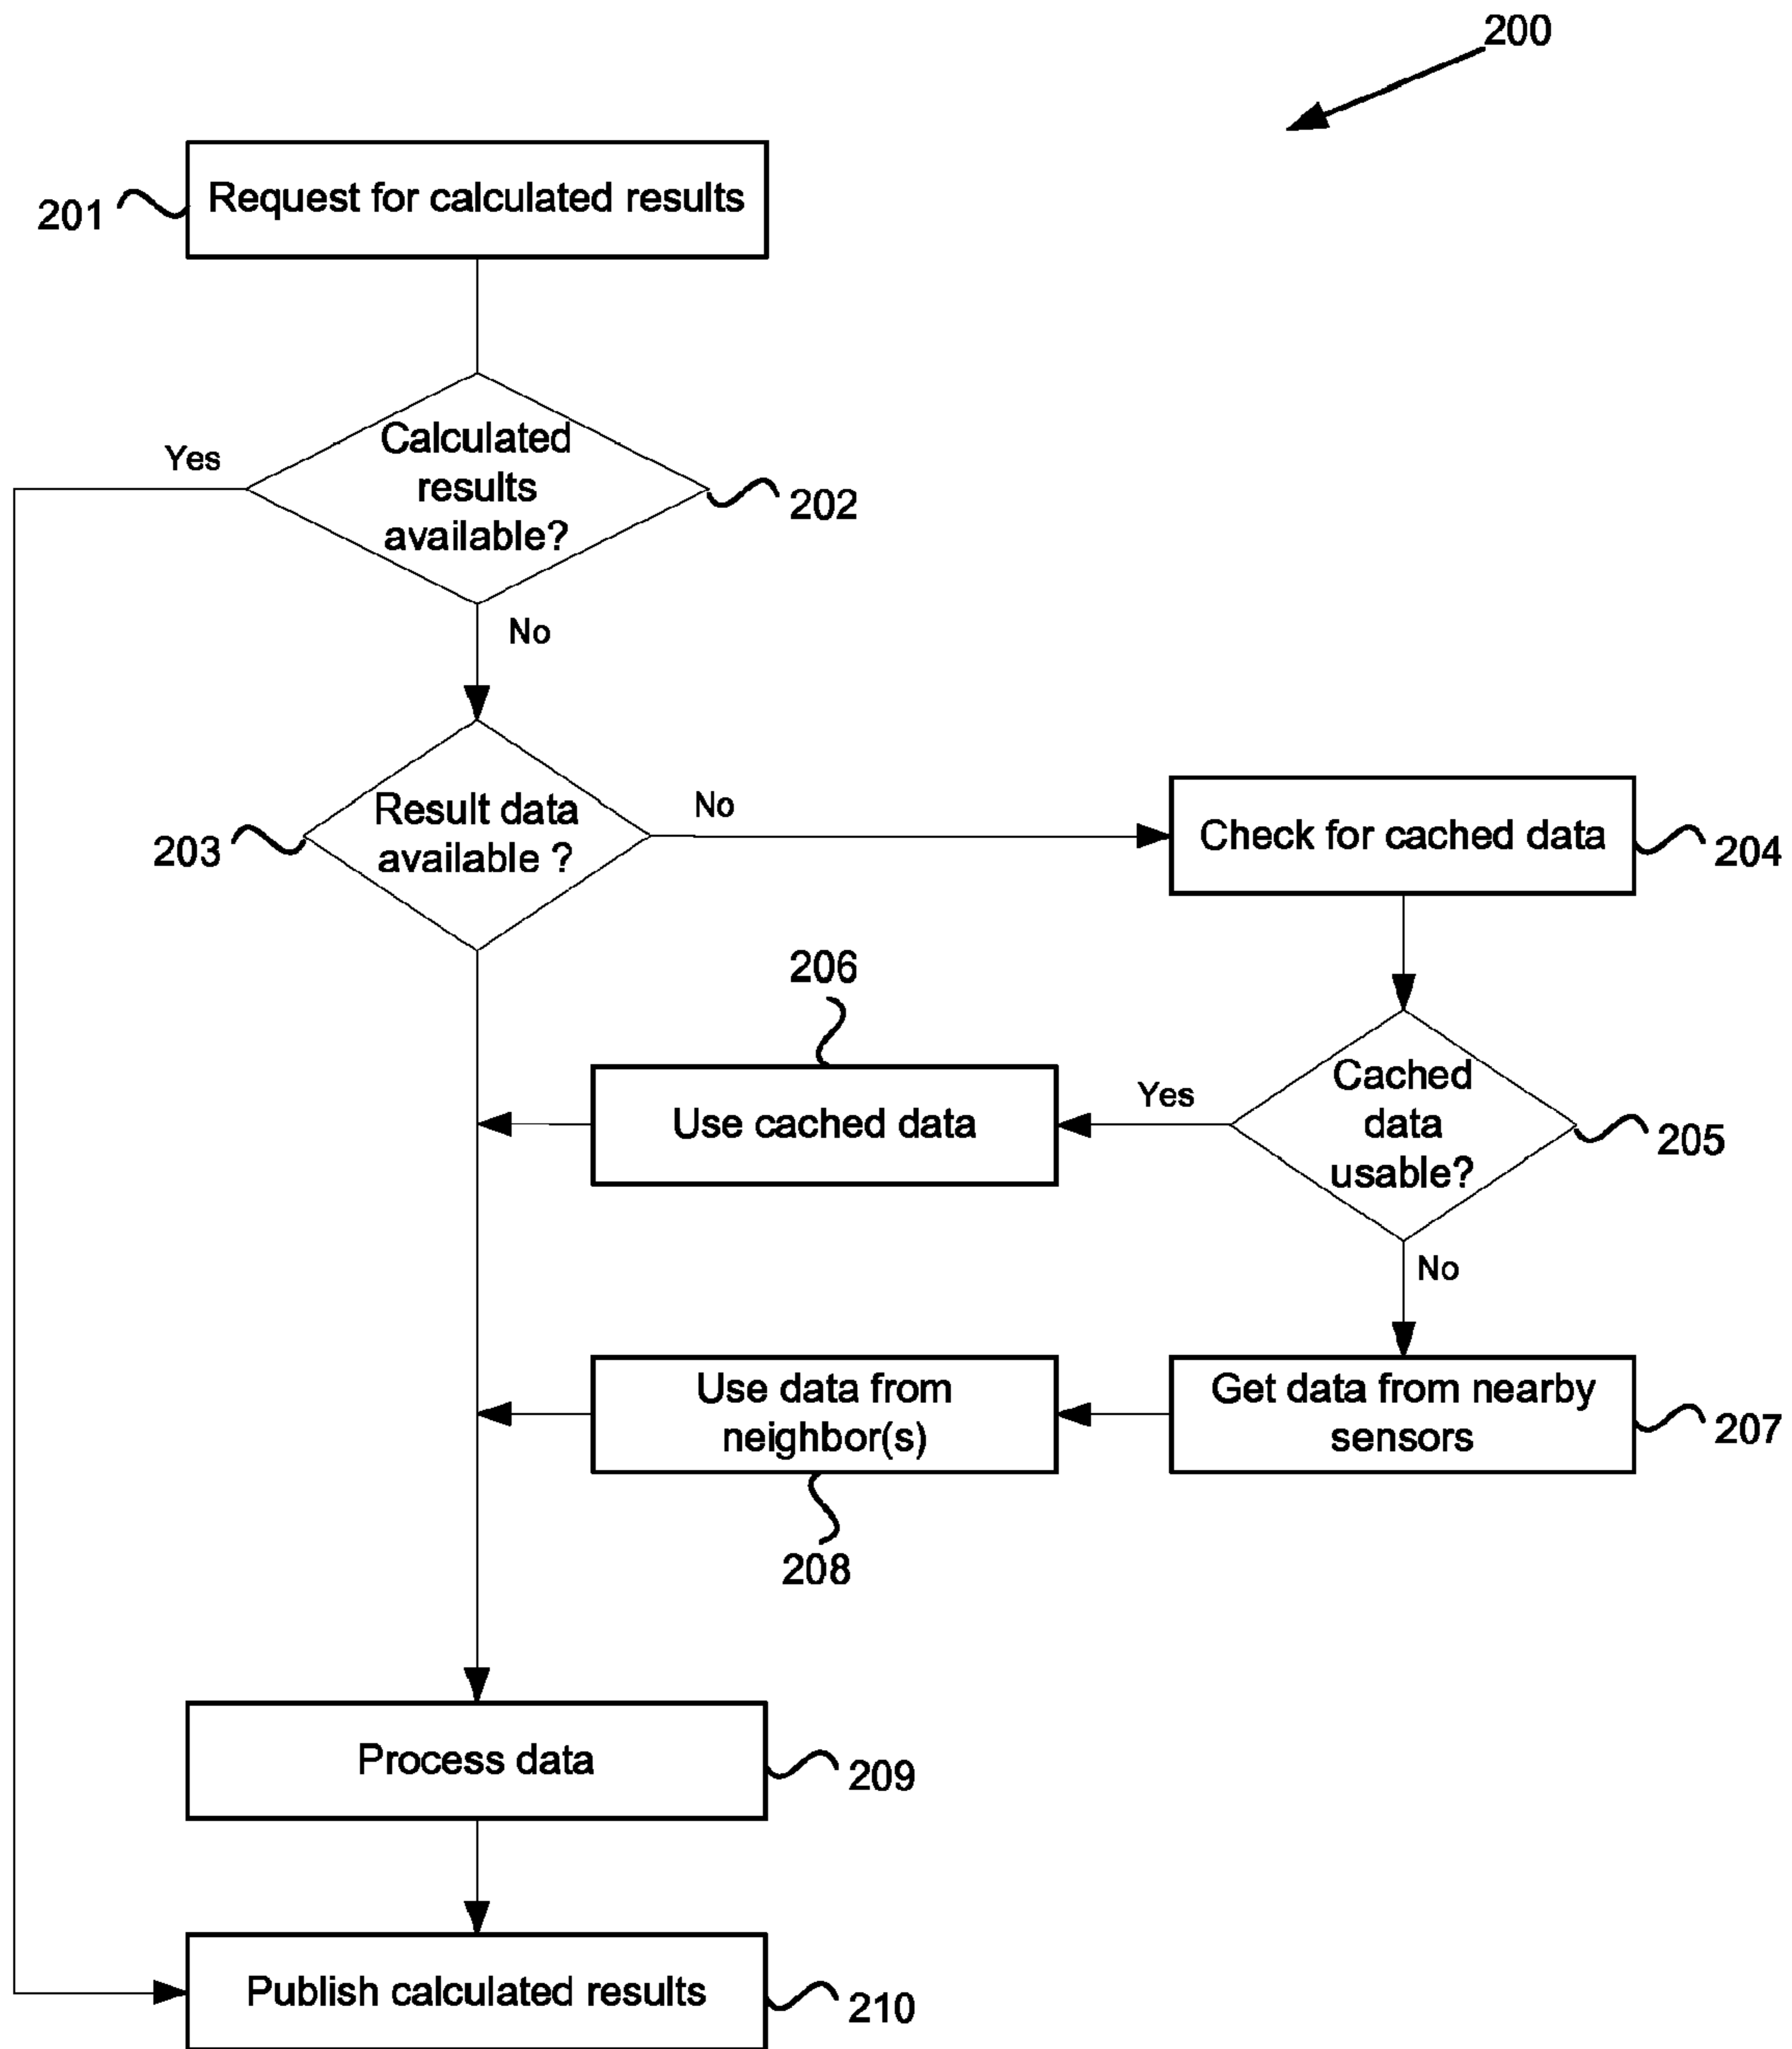 200
Request for calculated results
201
Calculated
results
available?
Yes
202
No
Result data
available ?
No
203
Check for cached data
204
206
Use cached data
Yes
Cached
data
usable?
205
No
Use data from
neighbor(s)
Get data from nearby
sensors
207
208
Process data
209
Publish calculated results
210